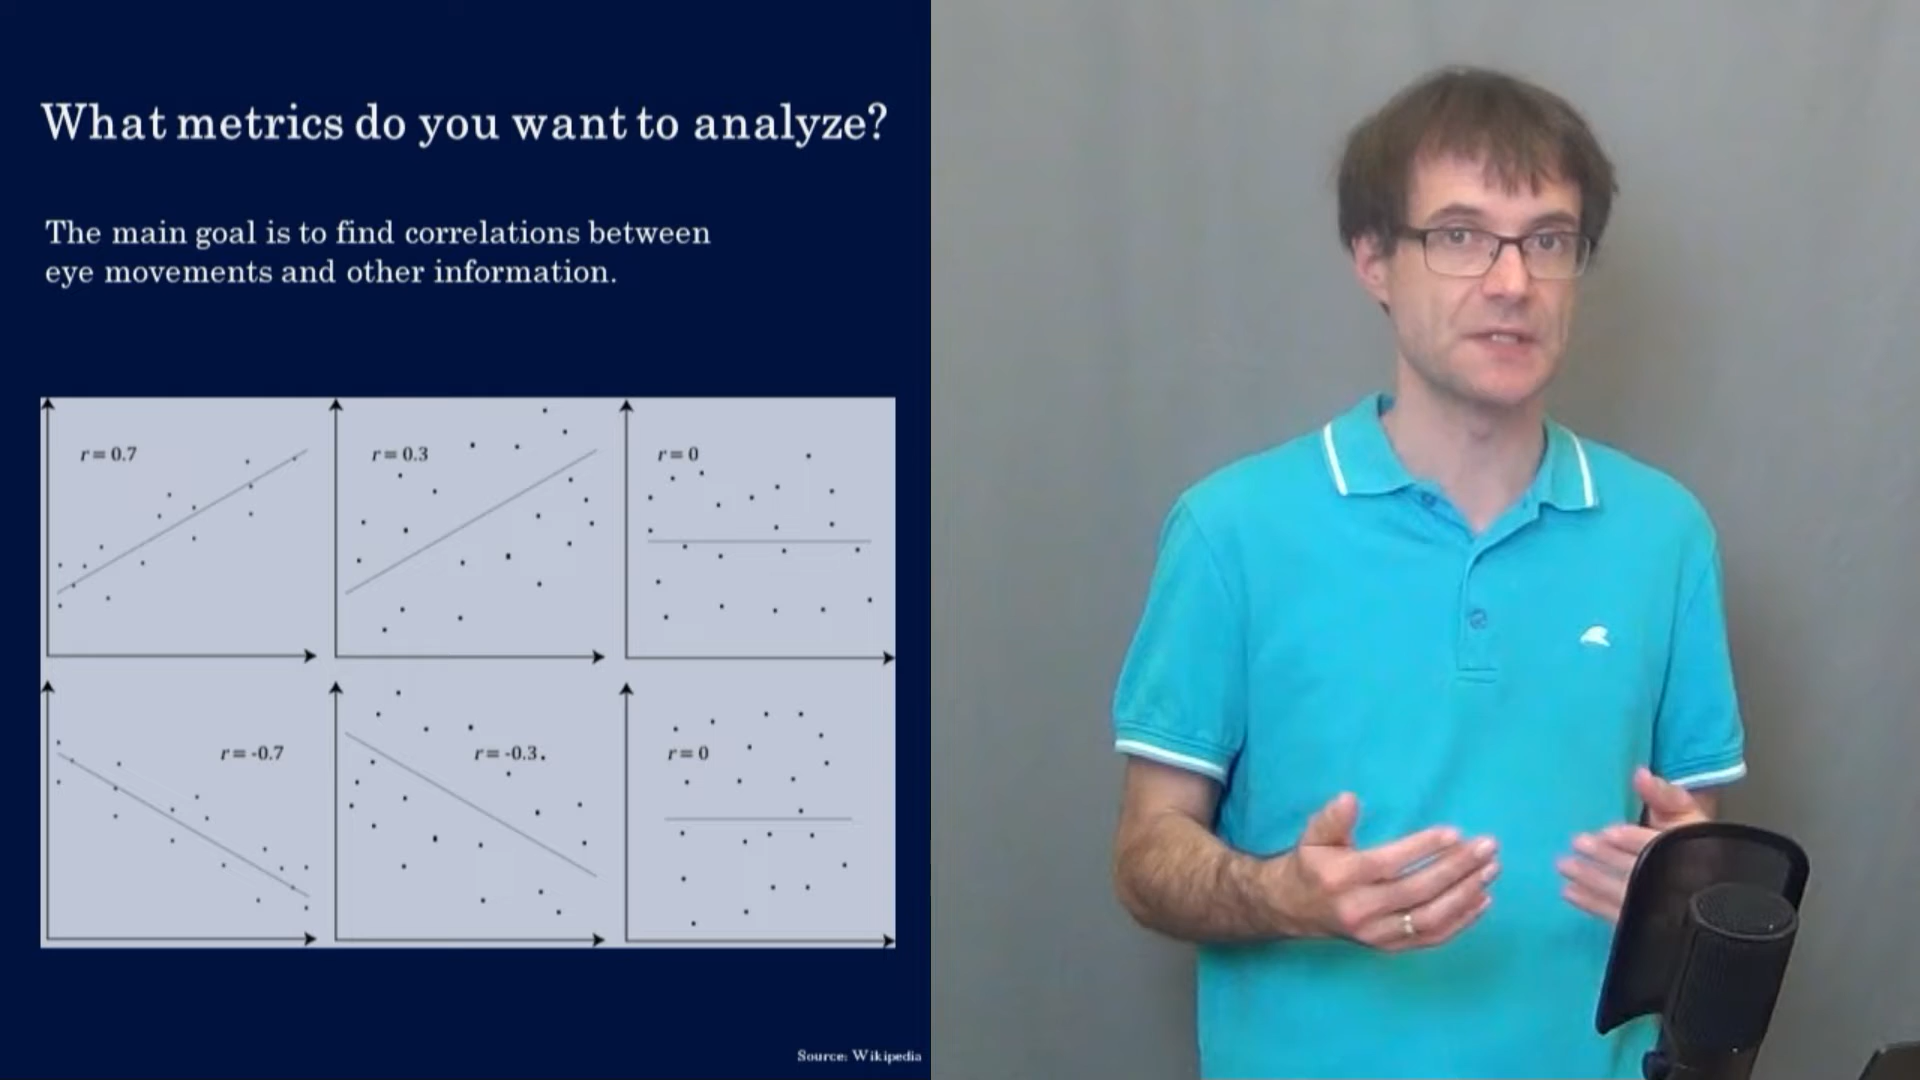 What metrics do you want to analyze?
The main goal is to find correlations between
eye movements and other information.
r = 0.7
r = 0.3
r = 0
r = -0.7
r = -0.3
r = 0
Source: Wikipedia